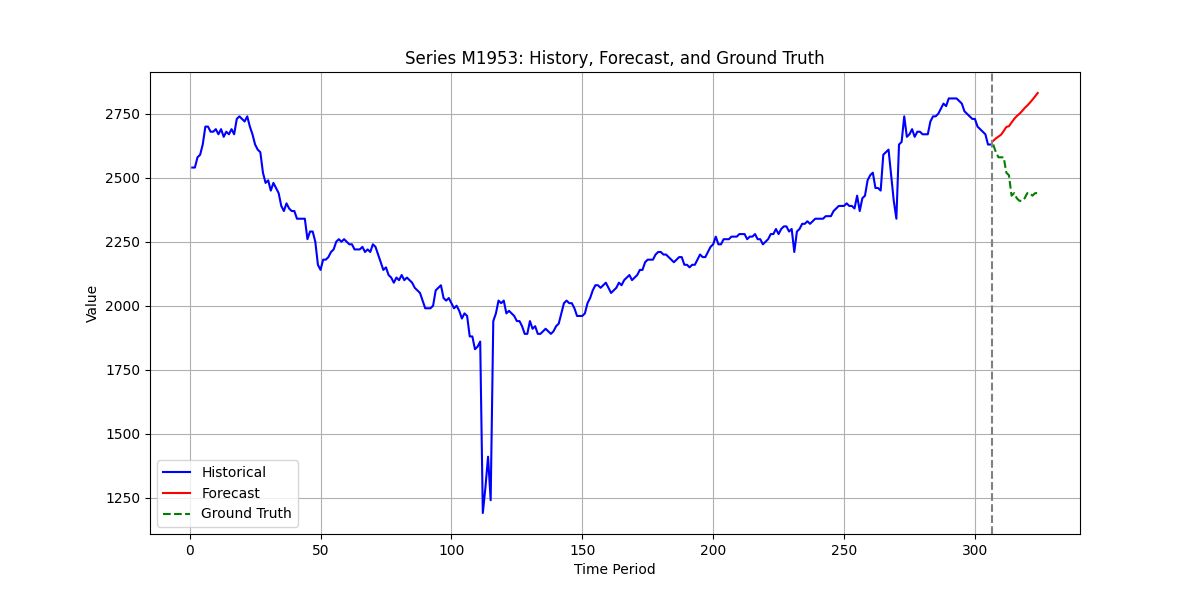 Series M1953: History, Forecast, and Ground Truth
Value
2750
2500
2250
2000
1750
1500
1250
Historical
Forecast
Ground Truth
0 50 100 150 200 250 300
Time Period